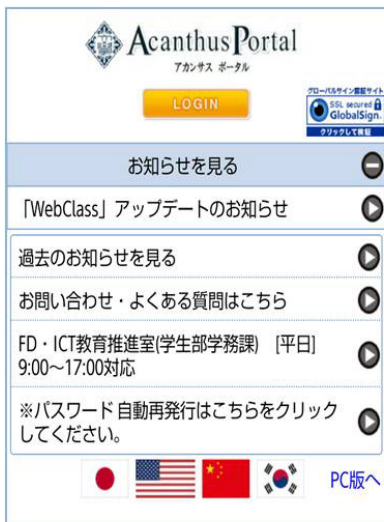 Acanthus Portal
アカンサス ポータル
LOGIN
グローバルサイン認証サイト
SSL secured
GlobalSign.
クリックして検証
お知らせを見る
「WebClass」アップデートのお知らせ
過去のお知らせを見る
お問い合わせ・よくある質問はこちら
FD・ICT教育推進室(学生部学務課) [平日]
9:00～17:00対応
※パスワード自動再発行はこちらをクリック
してください。
PC版へ